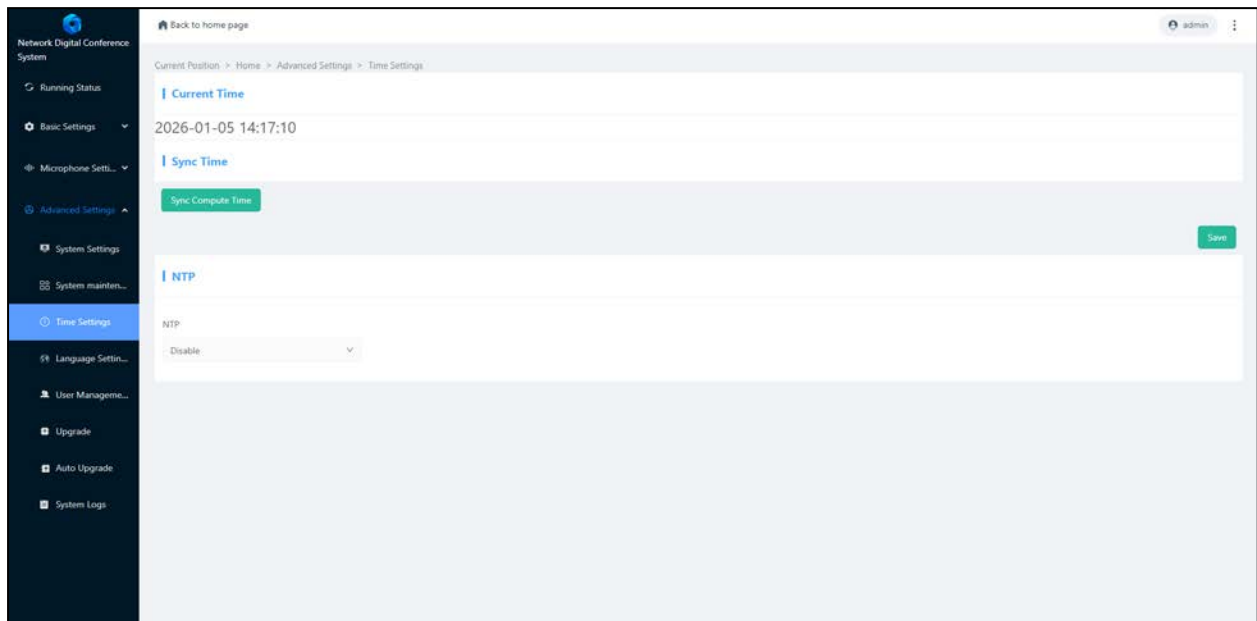 Network Digital Conference
System
Running Status
Basic Settings
Microphone Setti...
Advanced Settings
System Settings
System mainten...
Time Settings
Language Settin...
User Manageme...
Upgrade
Auto Upgrade
System Logs
Back to home page
admin
Current Position > Home > Advanced Settings > Time Settings
Current Time
2026-01-05 14:17:10
Sync Time
Sync Compute Time
Save
NTP
NTP
Disable